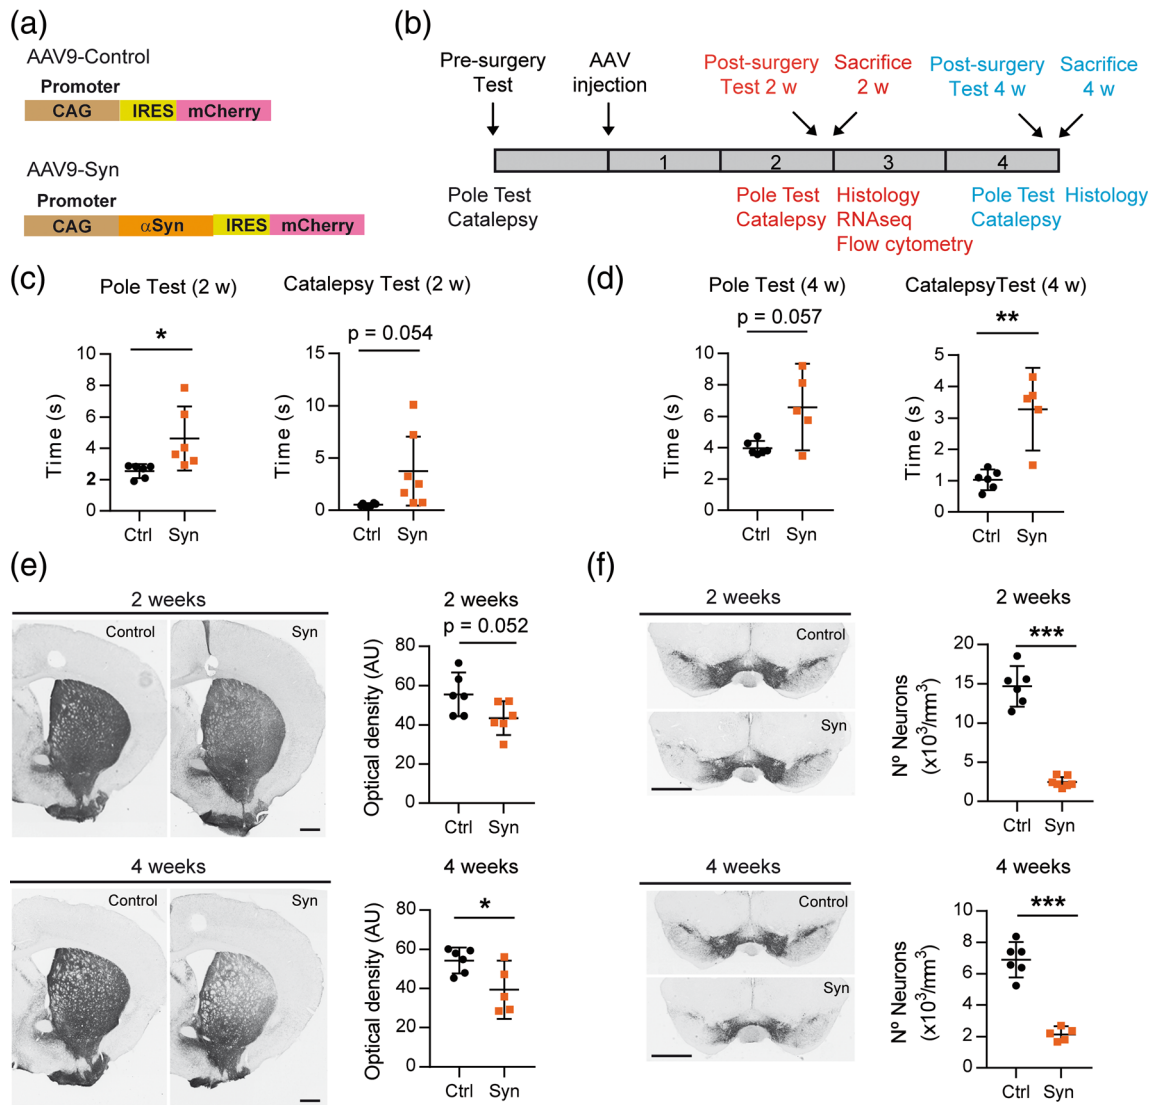 (a)
AAV9-Control
Promoter
CAG IRES mCherry
AAV9-Syn
Promoter
CAG αSyn IRES mCherry
(b)
Pre-surgery
Test
AAV
injection
Post-surgery
Test 2 w
Sacrifice
2 w
Post-surgery
Test 4 w
Sacrifice
4 w
1 2 3 4
Pole Test
Catalepsy
Pole Test
Catalepsy
Histology
RNAseq
Flow cytometry
Pole Test
Catalepsy
Histology
(c)
Pole Test (2 w)
*
Time (s)
10
8
6
4
2
0
Ctrl Syn
Catalepsy Test (2 w)
p = 0.054
Time (s)
15
10
5
0
Ctrl Syn
(d)
Pole Test (4 w)
p = 0.057
Time (s)
10
8
6
4
2
0
Ctrl Syn
CatalepsyTest (4 w)
**
Time (s)
5
4
3
2
1
0
Ctrl Syn
(e)
2 weeks
Control
Syn
2 weeks
p = 0.052
Optical density (AU)
80
60
40
20
0
Ctrl Syn
4 weeks
Control
Syn
4 weeks
*
Optical density (AU)
80
60
40
20
0
Ctrl Syn
(f)
2 weeks
Control
Syn
2 weeks
***
Nº Neurons
(x10³/mm³)
20
15
10
5
0
Ctrl Syn
4 weeks
Control
Syn
4 weeks
***
Nº Neurons
(x10³/mm³)
10
8
6
4
2
0
Ctrl Syn